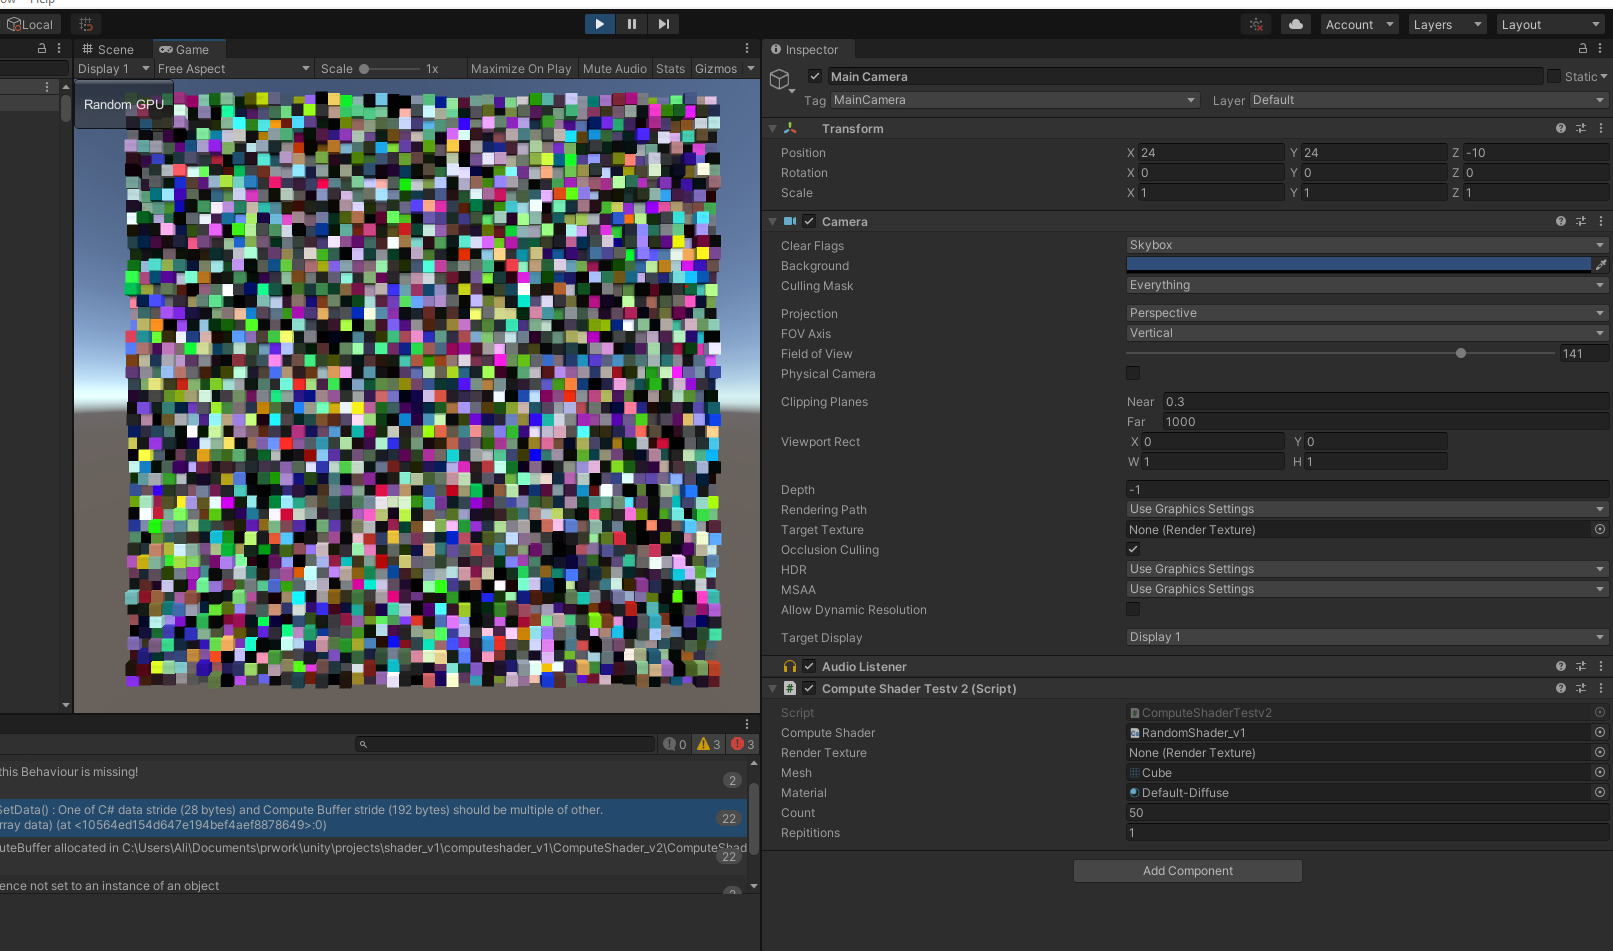 Help
Local
Account
Layers
Layout
Scene
Game
Display 1
Free Aspect
Scale
1x
Maximize On Play
Mute Audio
Stats
Gizmos
Random GPU
Inspector
Main Camera
Static
Tag
MainCamera
Layer
Default
Transform
Position
X 24 Y 24 Z -10
Rotation
X 0 Y 0 Z 0
Scale
X 1 Y 1 Z 1
Camera
Clear Flags
Skybox
Background
Culling Mask
Everything
Projection
Perspective
FOV Axis
Vertical
Field of View
141
Physical Camera
Clipping Planes
Near 0.3
Far 1000
Viewport Rect
X 0 Y 0
W 1 H 1
Depth
-1
Rendering Path
Use Graphics Settings
Target Texture
None (Render Texture)
Occlusion Culling
HDR
Use Graphics Settings
MSAA
Use Graphics Settings
Allow Dynamic Resolution
Target Display
Display 1
Audio Listener
Compute Shader Testv 2 (Script)
Script
ComputeShaderTestv2
Compute Shader
RandomShader_v1
Render Texture
None (Render Texture)
Mesh
Cube
Material
Default-Diffuse
Count
50
Repititions
1
Add Component
0 3 3
this Behaviour is missing!
2
SetData() : One of C# data stride (28 bytes) and Compute Buffer stride (192 bytes) should be multiple of other.
rray data) (at <10564ed154d647e194bef4aef8878649>:0)
22
uteBuffer allocated in C:\Users\Ali\Documents\prwork\unity\projects\shader_v1\computeshader_v1\ComputeShader_v2\ComputeShad
22
ence not set to an instance of an object